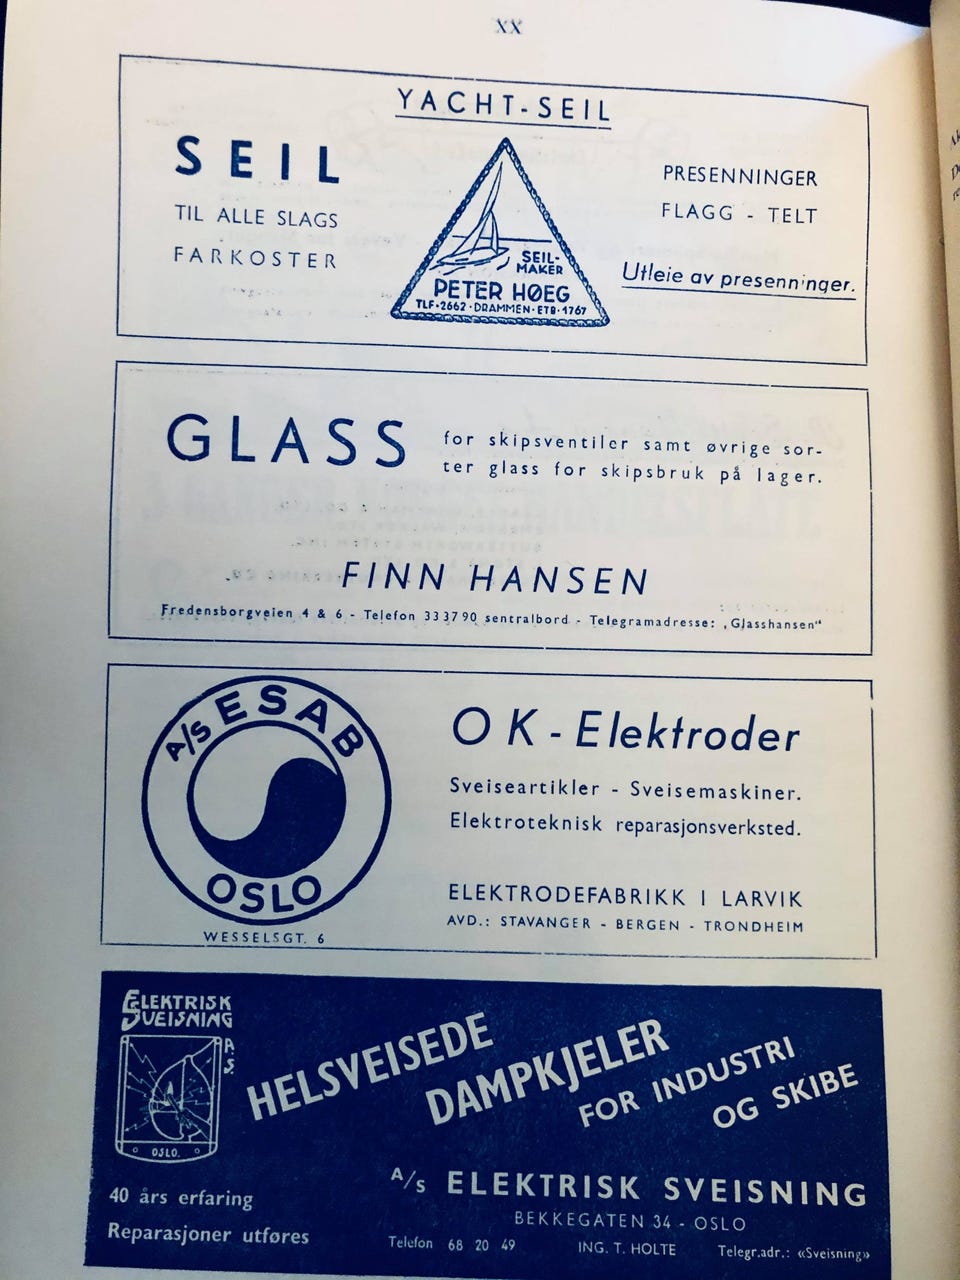 XX
YACHT-SEIL
SEIL
TIL ALLE SLAGS
FARKOSTER
SEIL-
MAKER
PETER HØEG
TLF·2662·DRAMMEN·ETB·1767
PRESENNINGER
FLAGG - TELT
Utleie av presenninger.
GLASS
for skipsventiler samt øvrige sor-
ter glass for skipsbruk på lager.
FINN HANSEN
Fredensborgveien 4 & 6 - Telefon 333790 sentralbord - Telegramadresse: „Glasshansen“
A/S ESAB
OSLO
WESSELSGT. 6
OK-Elektroder
Sveiseartikler - Sveisemaskiner.
Elektroteknisk reparasjonsverksted.
ELEKTRODEFABRIKK I LARVIK
AVD.: STAVANGER - BERGEN - TRONDHEIM
ELEKTRISK
SVEISNING
A.
S.
OSLO.
HELSVEISEDE
DAMPKJELER
FOR INDUSTRI
OG SKIBE
40 års erfaring
Reparasjoner utføres
A/S ELEKTRISK SVEISNING
BEKKEGATEN 34 - OSLO
Telefon 68 20 49 ING. T. HOLTE Telegr.adr.: «Sveisning»